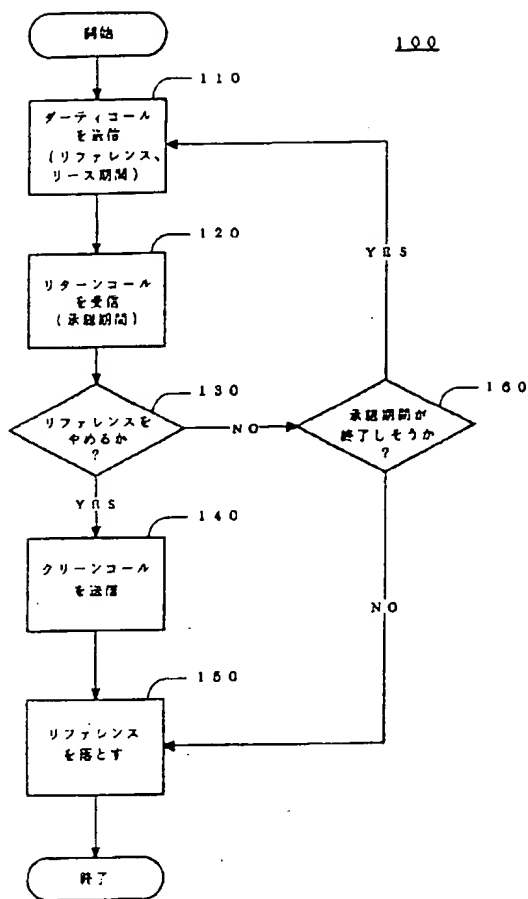 開始
100
110
ダーティコール
を送信
(リファレンス、
リース期間)
120
リターンコール
を受信
(承認期間)
130
リファレンスを
やめるか
?
NO
YES
160
承認期間が
終了しそうか
?
YES
NO
140
クリーンコール
を送信
150
リファレンス
を落とす
終了